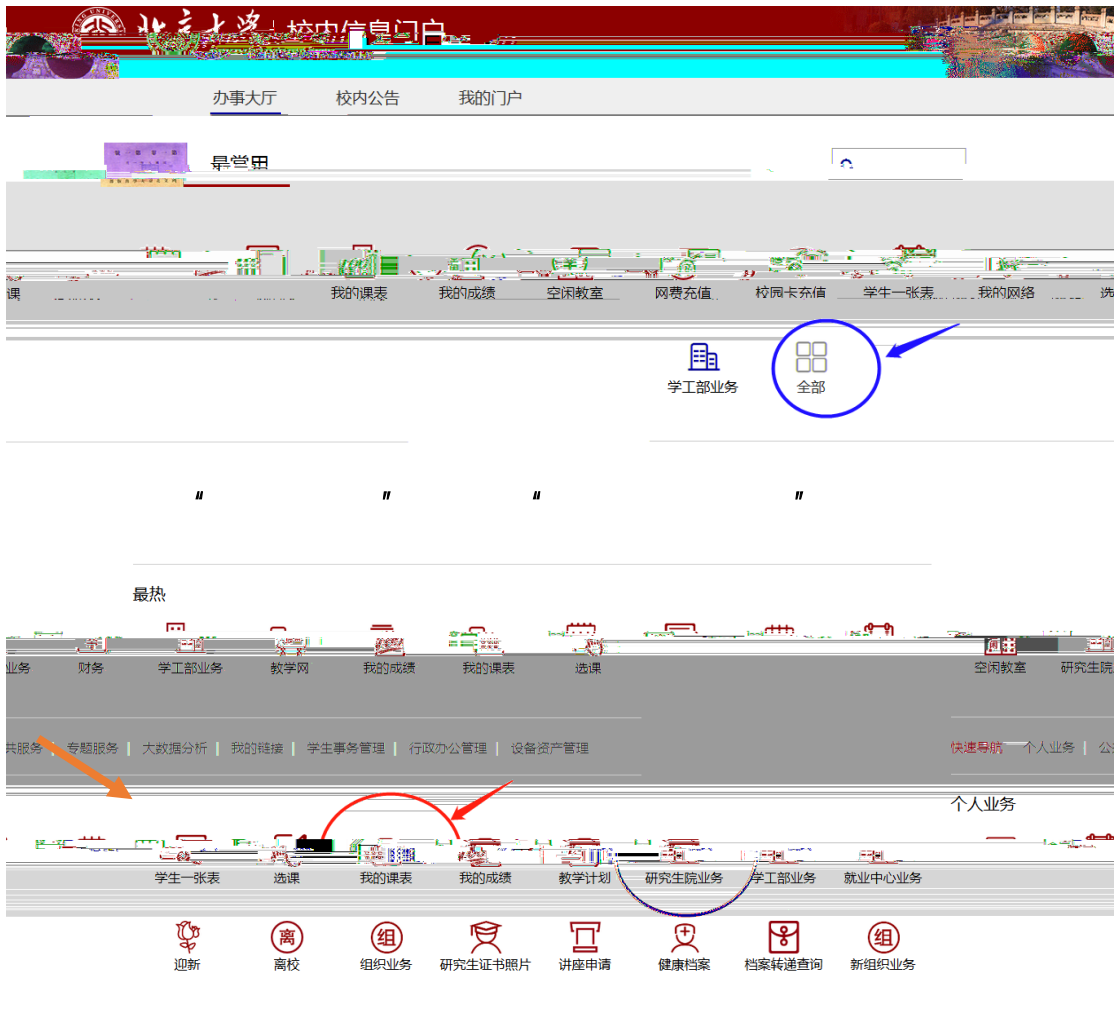 北京大学 校内信息门户
办事大厅 校内公告 我的门户
最常用
课 我的课表 我的成绩 空闲教室 网费充值 校园卡充值 学生一张表 我的网络 选
学工部业务 全部
“ ” “ ”
最热
业务 财务 学工部业务 教学网 我的成绩 我的课表 选课 空闲教室 研究生院
共服务 | 专题服务 | 大数据分析 | 我的链接 | 学生事务管理 | 行政办公管理 | 设备资产管理 快速导航 个人业务 | 公
个人业务
学生一张表 选课 我的课表 我的成绩 教学计划 研究生院业务 学工部业务 就业中心业务
离 组 组
迎新 离校 组织业务 研究生证书照片 讲座申请 健康档案 档案转递查询 新组织业务